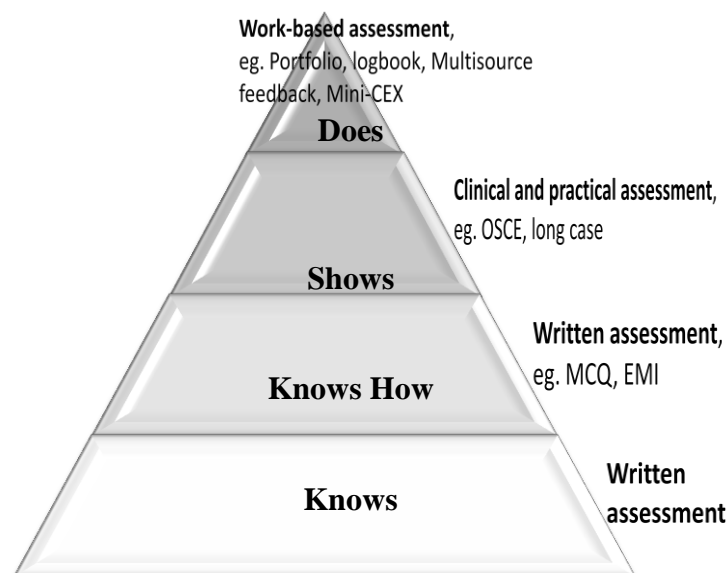 Work-based assessment,
eg. Portfolio, logbook, Multisource
feedback, Mini-CEX
Does
Clinical and practical assessment,
eg. OSCE, long case
Shows
Written assessment,
eg. MCQ, EMI
Knows How
Written
assessment
Knows